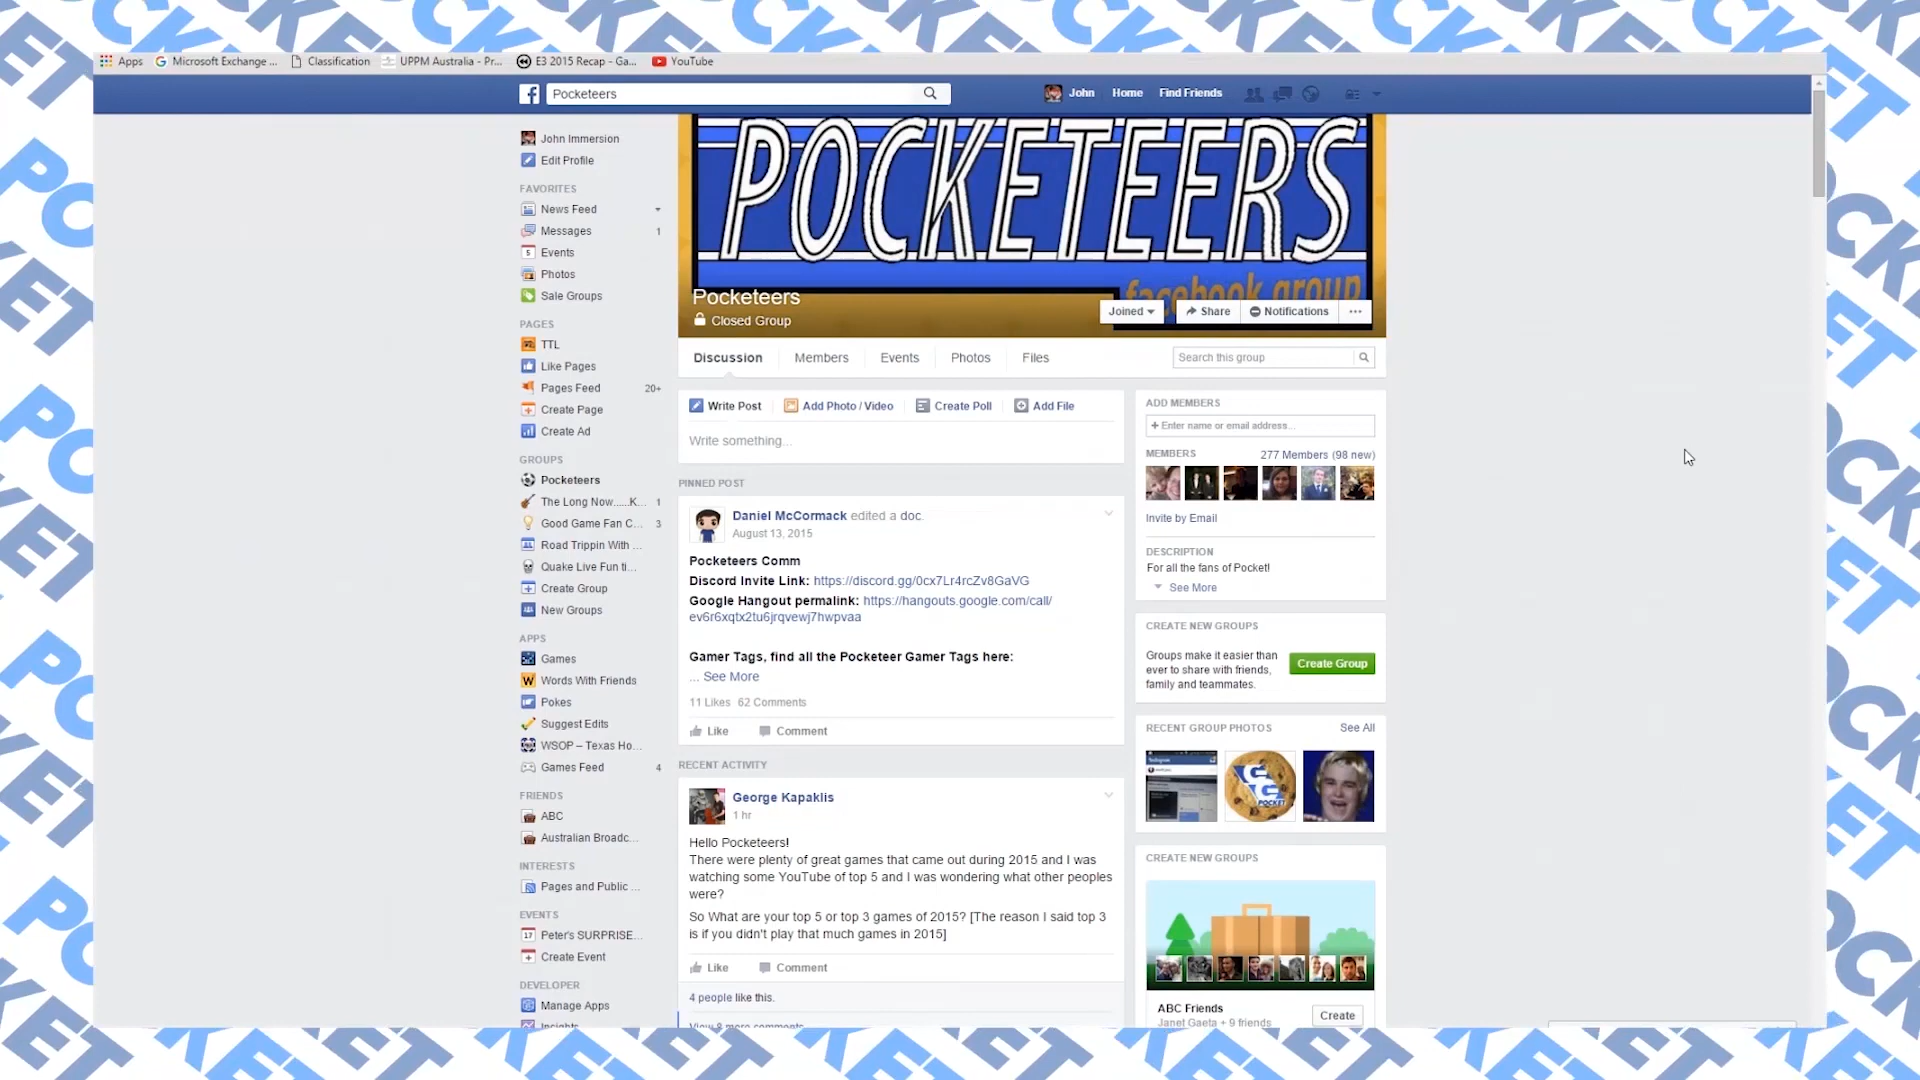 Apps
Microsoft Exchange ...
Classification
UPPM Australia - Pr...
E3 2015 Recap - Ga...
YouTube
Pocketeers
John
Home
Find Friends
John Immersion
Edit Profile
FAVORITES
News Feed
Messages 1
Events
Photos
Sale Groups
PAGES
TTL
Like Pages
Pages Feed 20+
Create Page
Create Ad
GROUPS
Pocketeers
The Long Now.....K... 1
Good Game Fan C... 3
Road Trippin With ...
Quake Live Fun ti...
Create Group
New Groups
APPS
Games
Words With Friends
Pokes
Suggest Edits
WSOP – Texas Ho...
Games Feed 4
FRIENDS
ABC
Australian Broadc...
INTERESTS
Pages and Public ...
EVENTS
Peter's SURPRISE...
Create Event
DEVELOPER
Manage Apps
Insights
POCKETEERS
facebook group
Pocketeers
Closed Group
Joined
Share
Notifications
...
Discussion
Members
Events
Photos
Files
Search this group
Write Post
Add Photo / Video
Create Poll
Add File
Write something...
PINNED POST
Daniel McCormack edited a doc.
August 13, 2015
Pocketeers Comm
Discord Invite Link: https://discord.gg/0cx7Lr4rcZv8GaVG
Google Hangout permalink: https://hangouts.google.com/call/
ev6r6xqtx2tu6jrqvewj7hwpvaa
Gamer Tags, find all the Pocketeer Gamer Tags here:
... See More
11 Likes 62 Comments
Like
Comment
RECENT ACTIVITY
George Kapaklis
1 hr
Hello Pocketeers!
There were plenty of great games that came out during 2015 and I was
watching some YouTube of top 5 and I was wondering what other peoples
were?
So What are your top 5 or top 3 games of 2015? [The reason I said top 3
is if you didn't play that much games in 2015]
Like
Comment
4 people like this.
View 8 more comments
ADD MEMBERS
+ Enter name or email address...
MEMBERS
277 Members (98 new)
Invite by Email
DESCRIPTION
For all the fans of Pocket!
See More
CREATE NEW GROUPS
Groups make it easier than
ever to share with friends,
family and teammates.
Create Group
RECENT GROUP PHOTOS
See All
GG
POCKET
CREATE NEW GROUPS
ABC Friends
Janet Gaeta + 9 friends
Create
POCKET